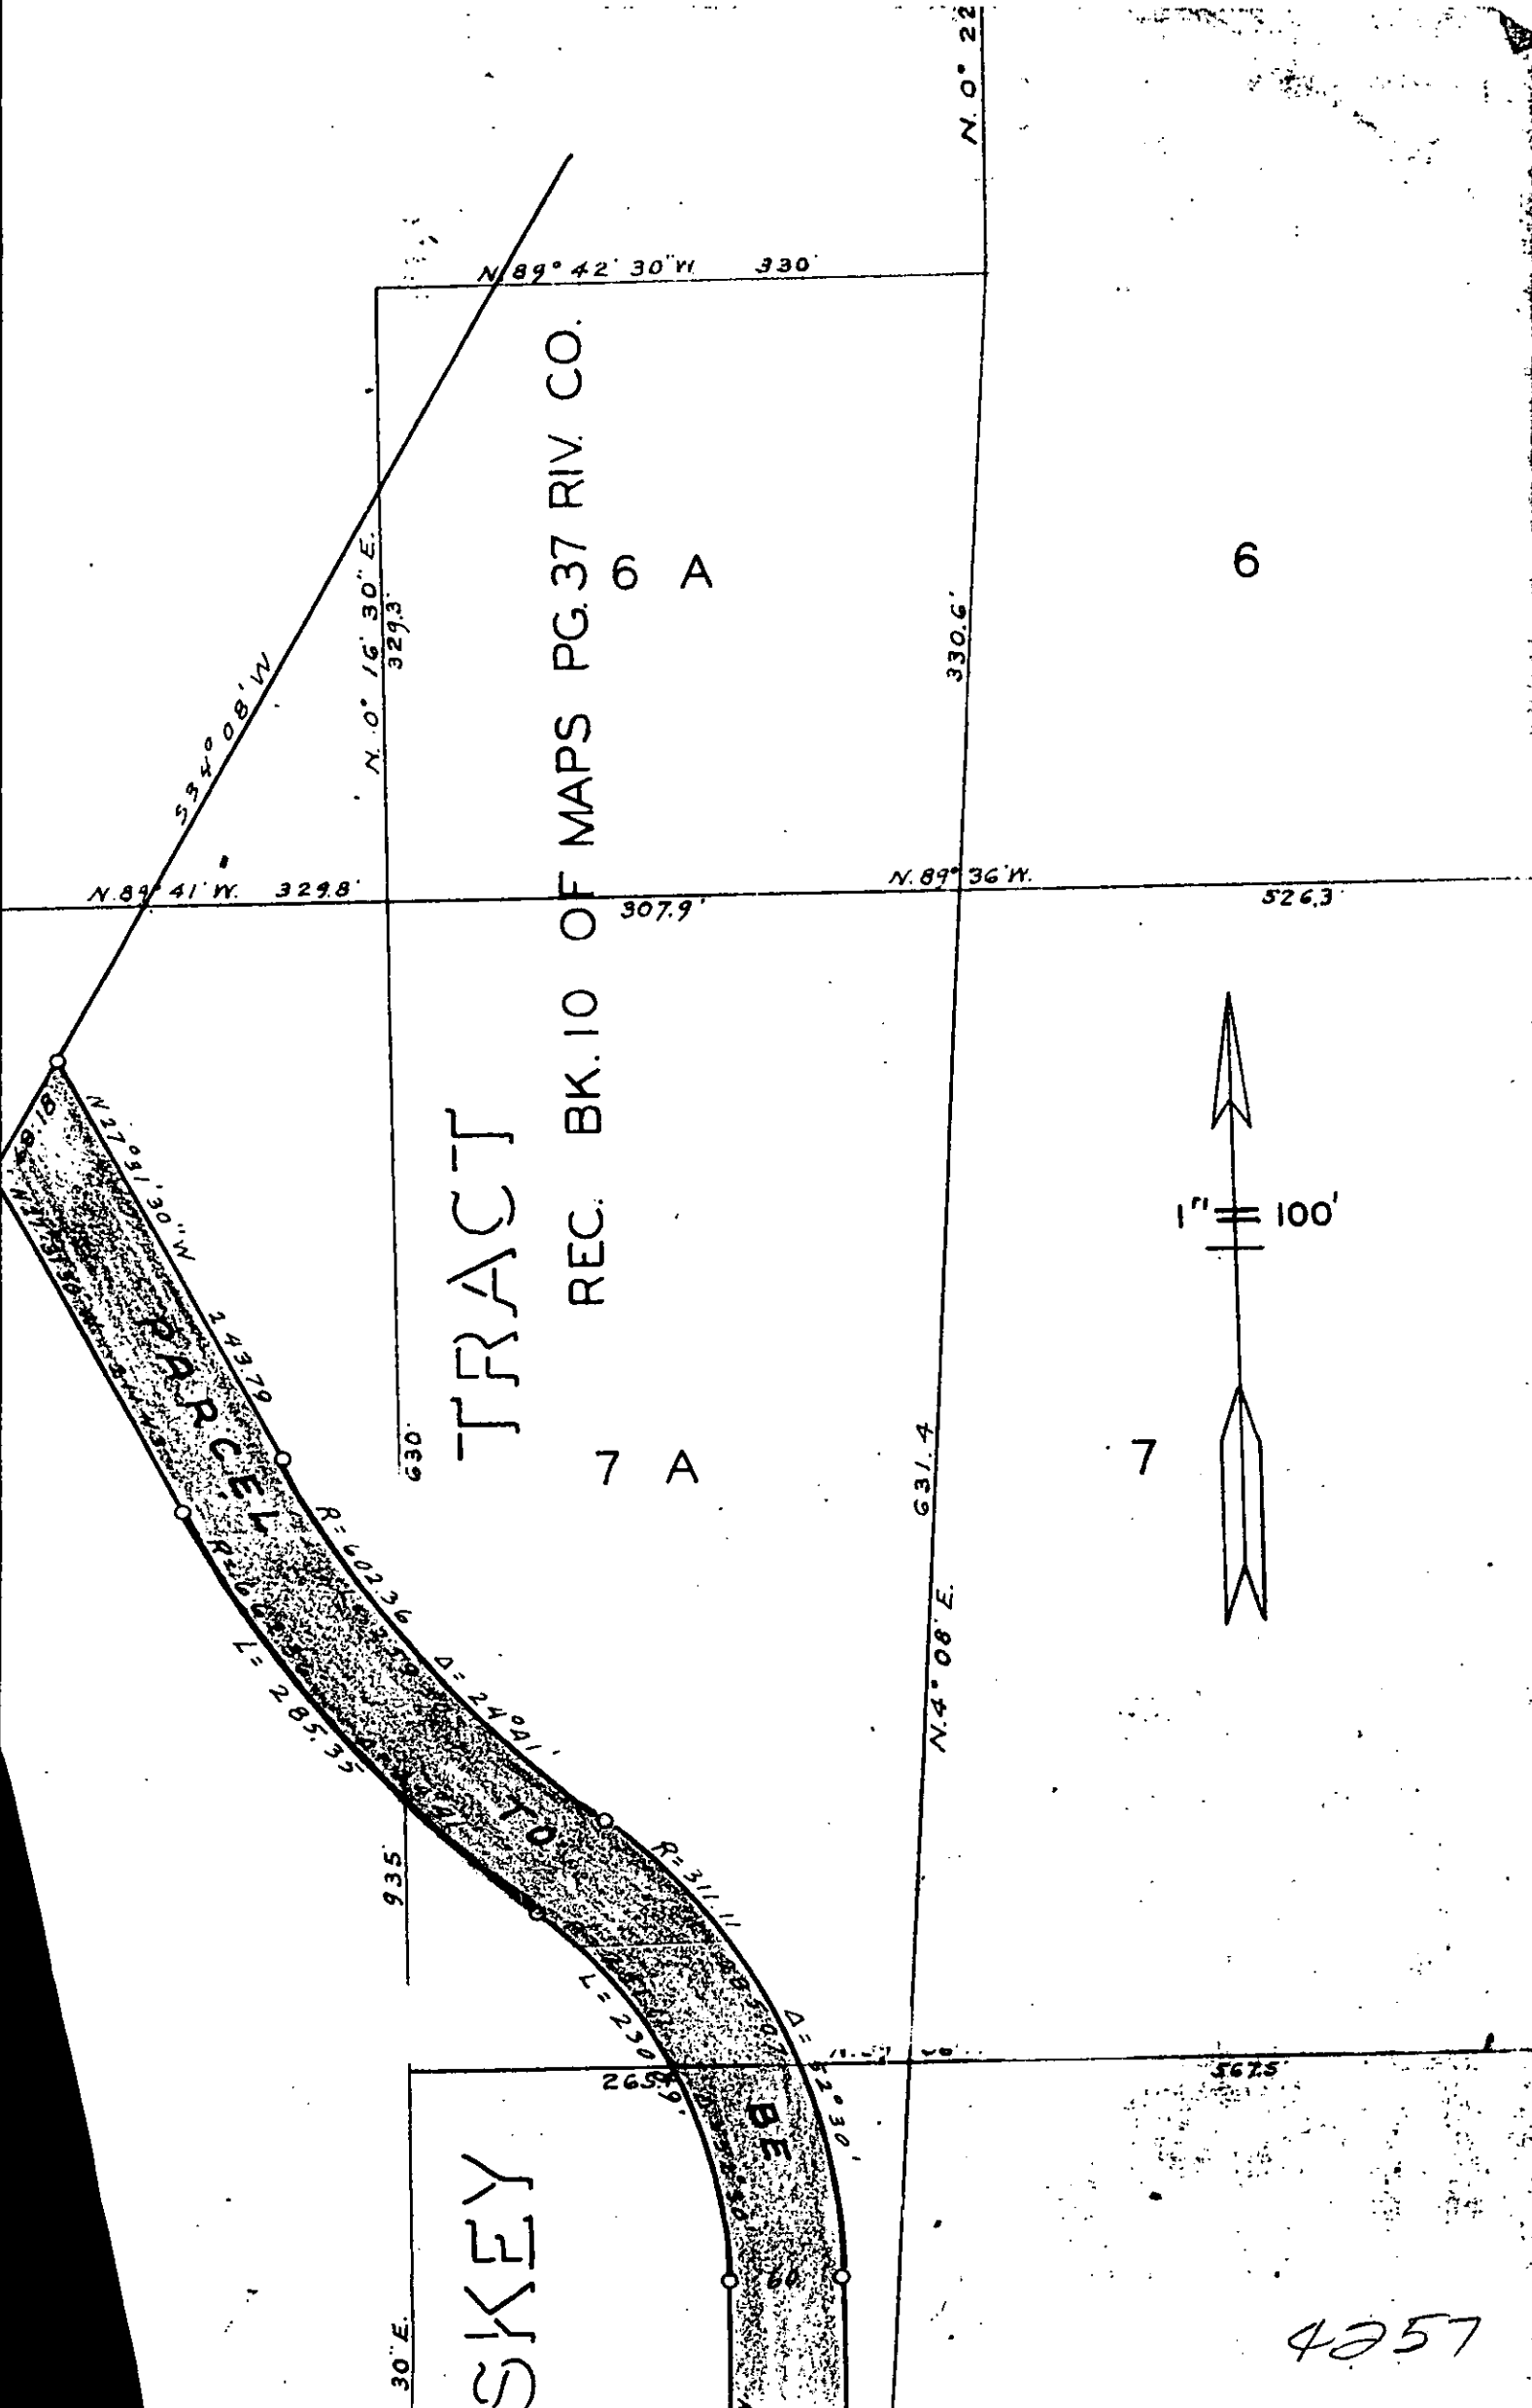 N. 0° 22
N. 89° 42' 30" W. 330'
REC. BK. 10 OF MAPS PG. 37 RIV. CO.
6 A
6
N. 0° 16' 30" E.
329.3'
330.6'
S 34° 08' W
N. 89° 41' W. 329.8'
307.9'
N. 89° 36' W.
526.3'
N 27° 31' 30" W 243.79
TRACT
1" = 100'
630'
7 A
7
631.4
N. 4° 08' E.
PARCEL TO BE
R= 602.36
Δ= 24° 41'
L= 285.35
935'
R= 311.11
Δ= 52° 30'
L= 230
265
567.5
60
SKEY
30" E.
4257